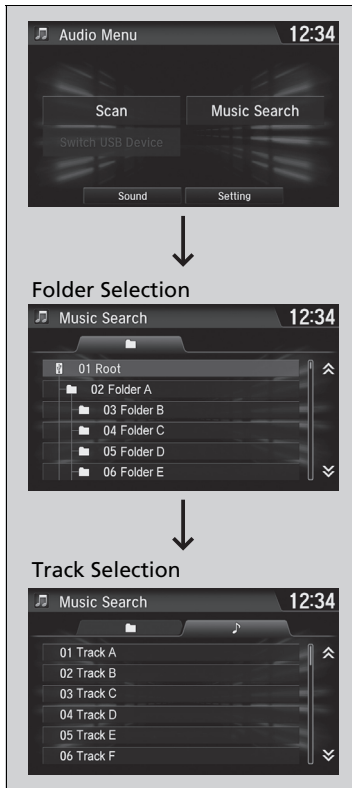 Audio Menu 12:34
Scan Music Search
Switch USB Device
Sound Setting
Folder Selection
Music Search 12:34
01 Root
02 Folder A
03 Folder B
04 Folder C
05 Folder D
06 Folder E
Track Selection
Music Search 12:34
01 Track A
02 Track B
03 Track C
04 Track D
05 Track E
06 Track F